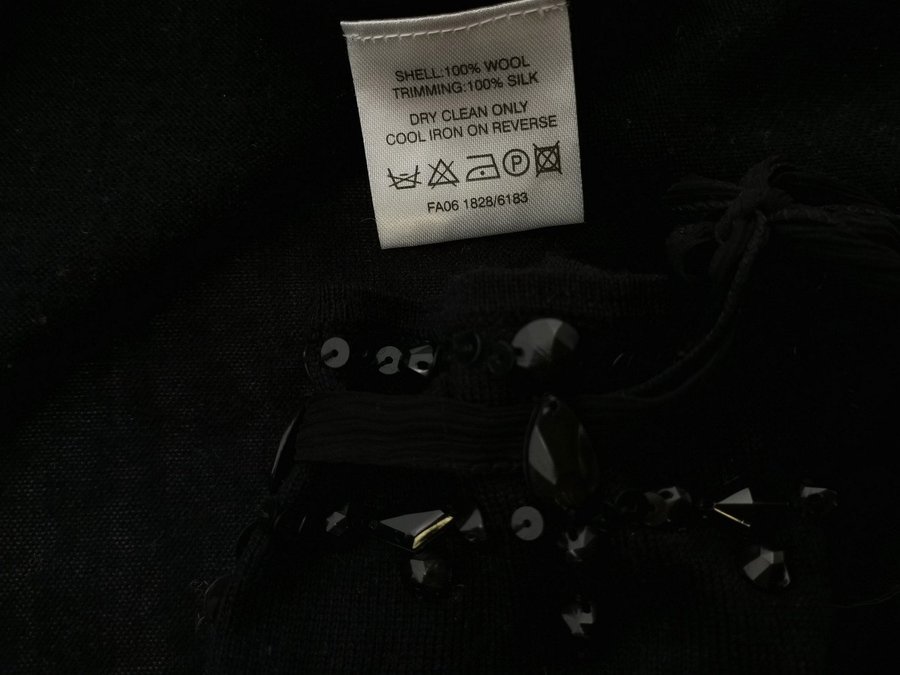 SHELL:100% WOOL
TRIMMING:100% SILK
DRY CLEAN ONLY
COOL IRON ON REVERSE
P
FA06 1828/6183